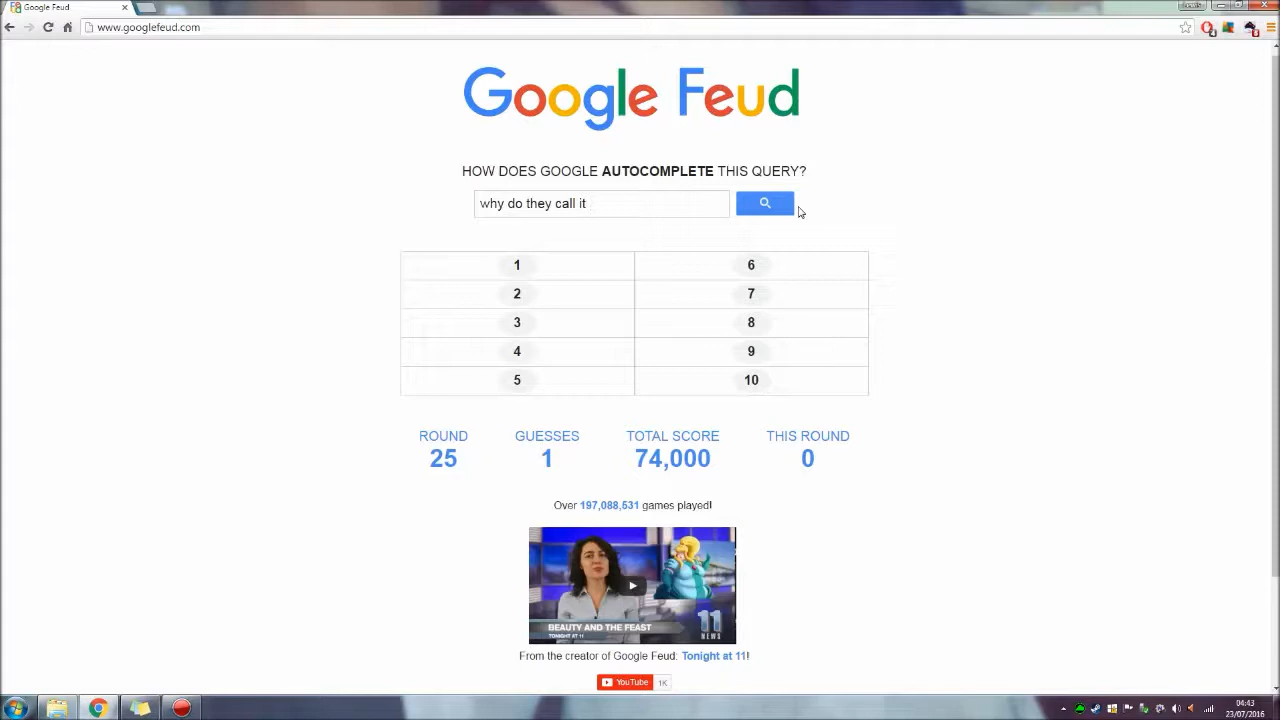 Google Feud
www.googlefeud.com
Google Feud
HOW DOES GOOGLE AUTOCOMPLETE THIS QUERY?
why do they call it
1 6
2 7
3 8
4 9
5 10
ROUND GUESSES TOTAL SCORE THIS ROUND
25 1 74,000 0
Over 197,088,531 games played!
11
NEWS
BEAUTY AND THE FEAST
TONIGHT AT 11
From the creator of Google Feud: Tonight at 11!
YouTube 1K
04:43
23/07/2016